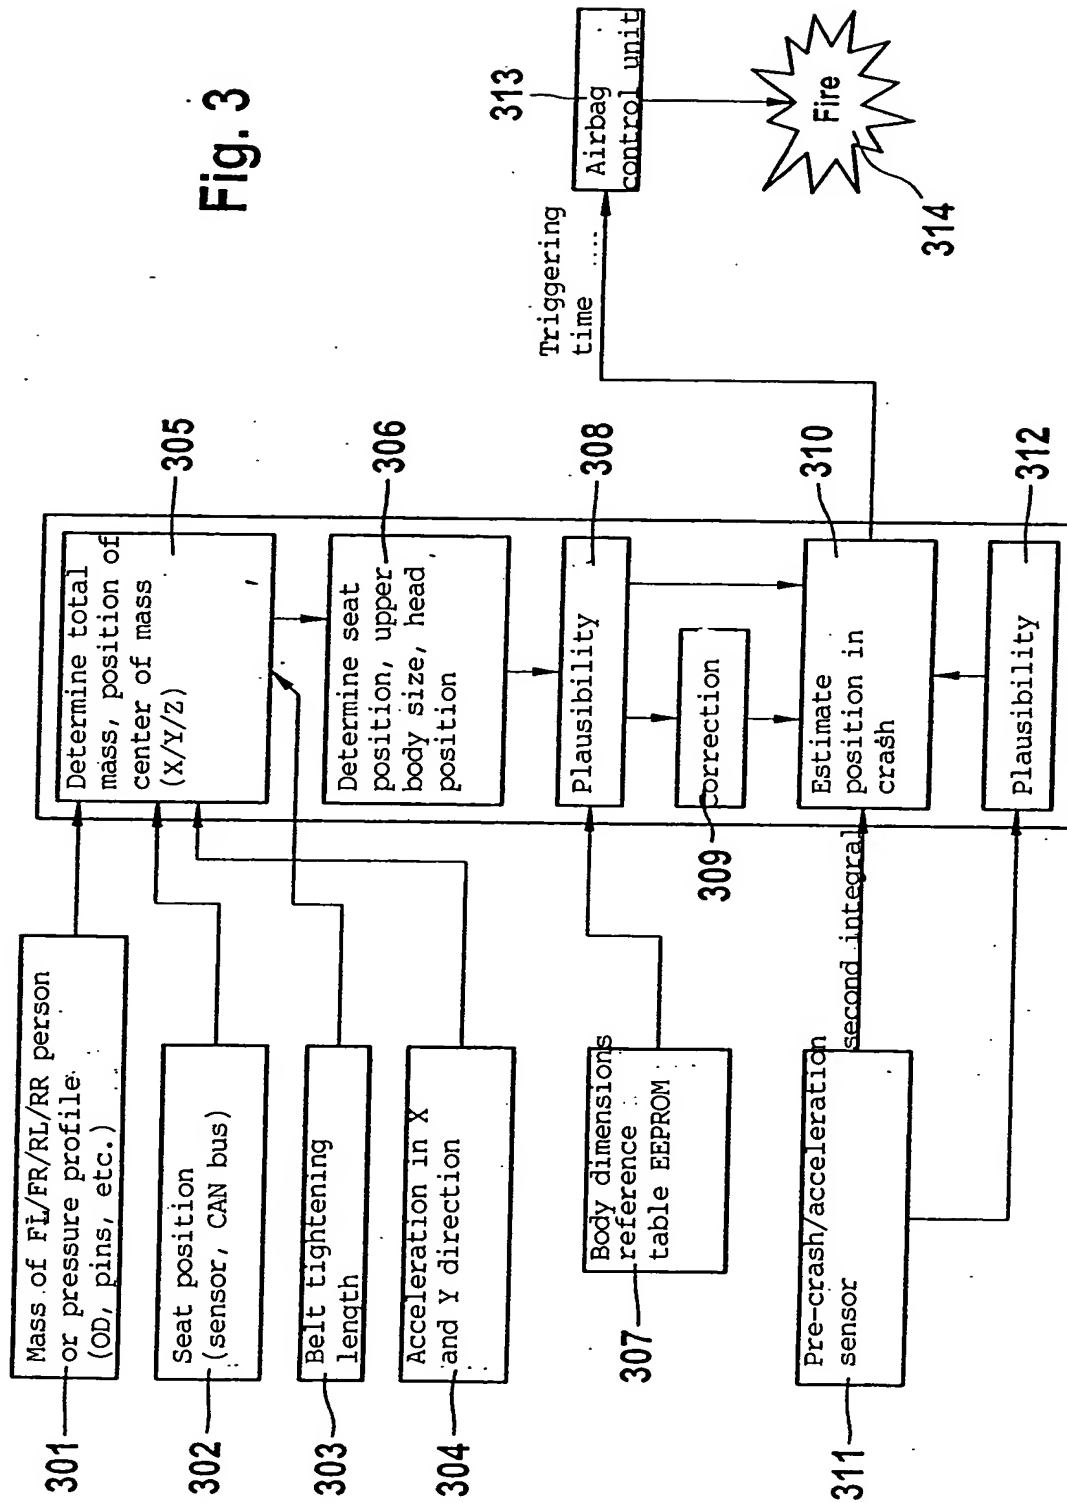 Fig. 3
301
Mass of FL/FR/RL/RR person
or pressure profile
(OD, pins, etc.)
302
Seat position
(sensor, CAN bus)
303
Belt tightening
length
304
Acceleration in X
and Y direction
305
Determine total
mass, position of
center of mass
(X/Y/Z)
306
Determine seat
position, upper
body size, head
position
307
Body dimensions
reference
table EEPROM
308
Plausibility
309
correction
310
Estimate
position in
crash
311
Pre-crash/acceleration
sensor
second integral
312
Plausibility
Triggering
time ....
313
Airbag
control unit
314
Fire